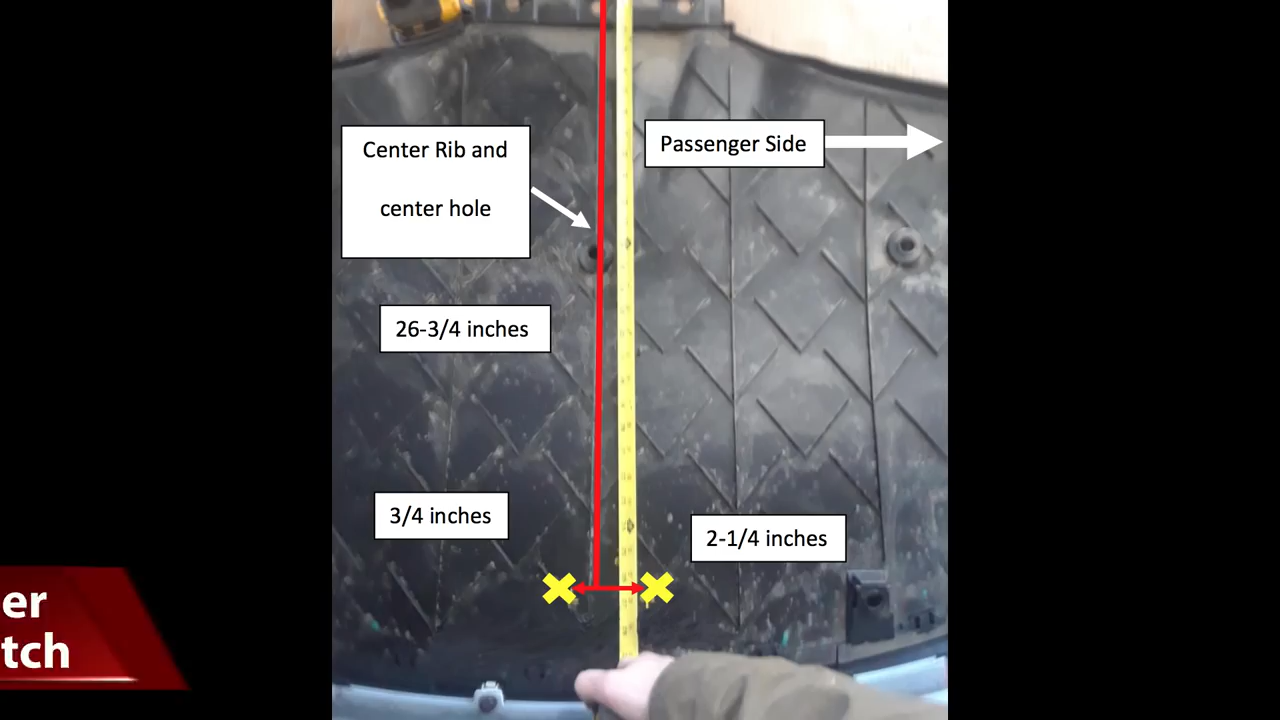 Center Rib and
center hole
Passenger Side
26-3/4 inches
3/4 inches
2-1/4 inches
er
tch